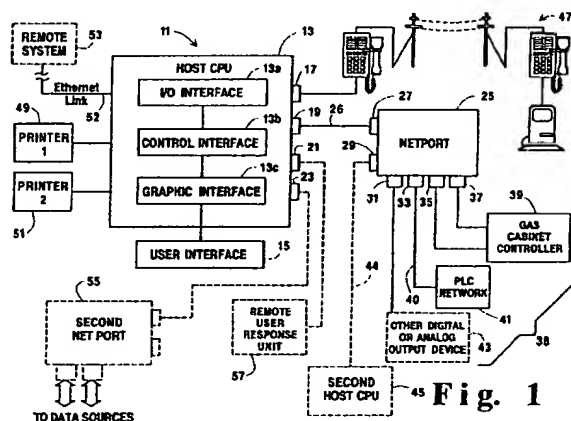 REMOTE SYSTEM
53
11
13
47
HOST CPU
Ethernet Link
52
13a
I/O INTERFACE
17
49
PRINTER 1
13b
CONTROL INTERFACE
19
26
27
25
NETPORT
21
29
PRINTER 2
51
13c
GRAPHIC INTERFACE
23
31
33
35
37
39
GAS CABINET CONTROLLER
USER INTERFACE
15
44
40
PLC NETWORK
41
55
SECOND NET PORT
REMOTE USER RESPONSE UNIT
57
OTHER DIGITAL OR ANALOG OUTPUT DEVICE
43
38
SECOND HOST CPU
45
Fig. 1
TO DATA SOURCES